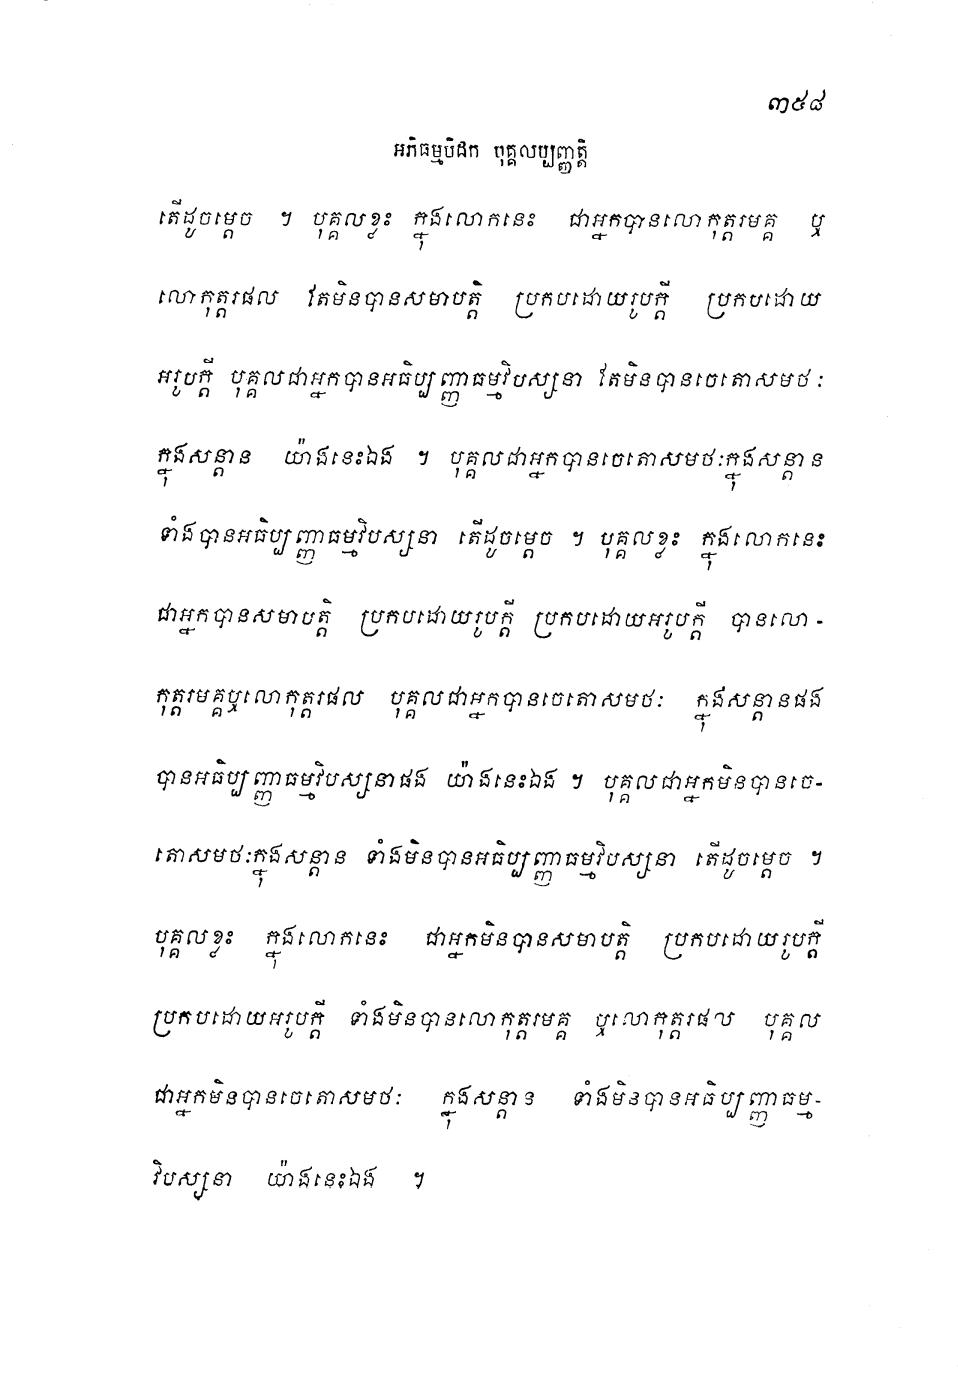 ៣៥៨
អភិធម្មបិដក បុគ្គលប្បញ្ញត្តិ
តើដូចម្តេច ។ បុគ្គលខ្លះ ក្នុងលោកនេះ ជាអ្នកបានលោកុត្តរមគ្គ ឬ
លោកុត្តរផល តែមិនបានសមាបត្តិ ប្រកបដោយរូបក្តី ប្រកបដោយ
អរូបក្តី បុគ្គលជាអ្នកបានអធិប្បញ្ញាធម្មវិបស្សនា តែមិនបានចេតោសមថៈ
ក្នុងសន្តាន យ៉ាងនេះឯង ។ បុគ្គលជាអ្នកបានចេតោសមថៈក្នុងសន្តាន
ទាំងបានអធិប្បញ្ញាធម្មវិបស្សនា តើដូចម្តេច ។ បុគ្គលខ្លះ ក្នុងលោកនេះ
ជាអ្នកបានសមាបត្តិ ប្រកបដោយរូបក្តី ប្រកបដោយអរូបក្តី បានលោ-
កុត្តរមគ្គឬលោកុត្តរផល បុគ្គលជាអ្នកបានចេតោសមថៈ ក្នុងសន្តានផង
បានអធិប្បញ្ញាធម្មវិបស្សនាផង យ៉ាងនេះឯង ។ បុគ្គលជាអ្នកមិនបានចេ-
តោសមថៈក្នុងសន្តាន ទាំងមិនបានអធិប្បញ្ញាធម្មវិបស្សនា តើដូចម្តេច ។
បុគ្គលខ្លះ ក្នុងលោកនេះ ជាអ្នកមិនបានសមាបត្តិ ប្រកបដោយរូបក្តី
ប្រកបដោយអរូបក្តី ទាំងមិនបានលោកុត្តរមគ្គ ឬលោកុត្តរផល បុគ្គល
ជាអ្នកមិនបានចេតោសមថៈ ក្នុងសន្តាន ទាំងមិនបានអធិប្បញ្ញាធម្ម-
វិបស្សនា យ៉ាងនេះឯង ។